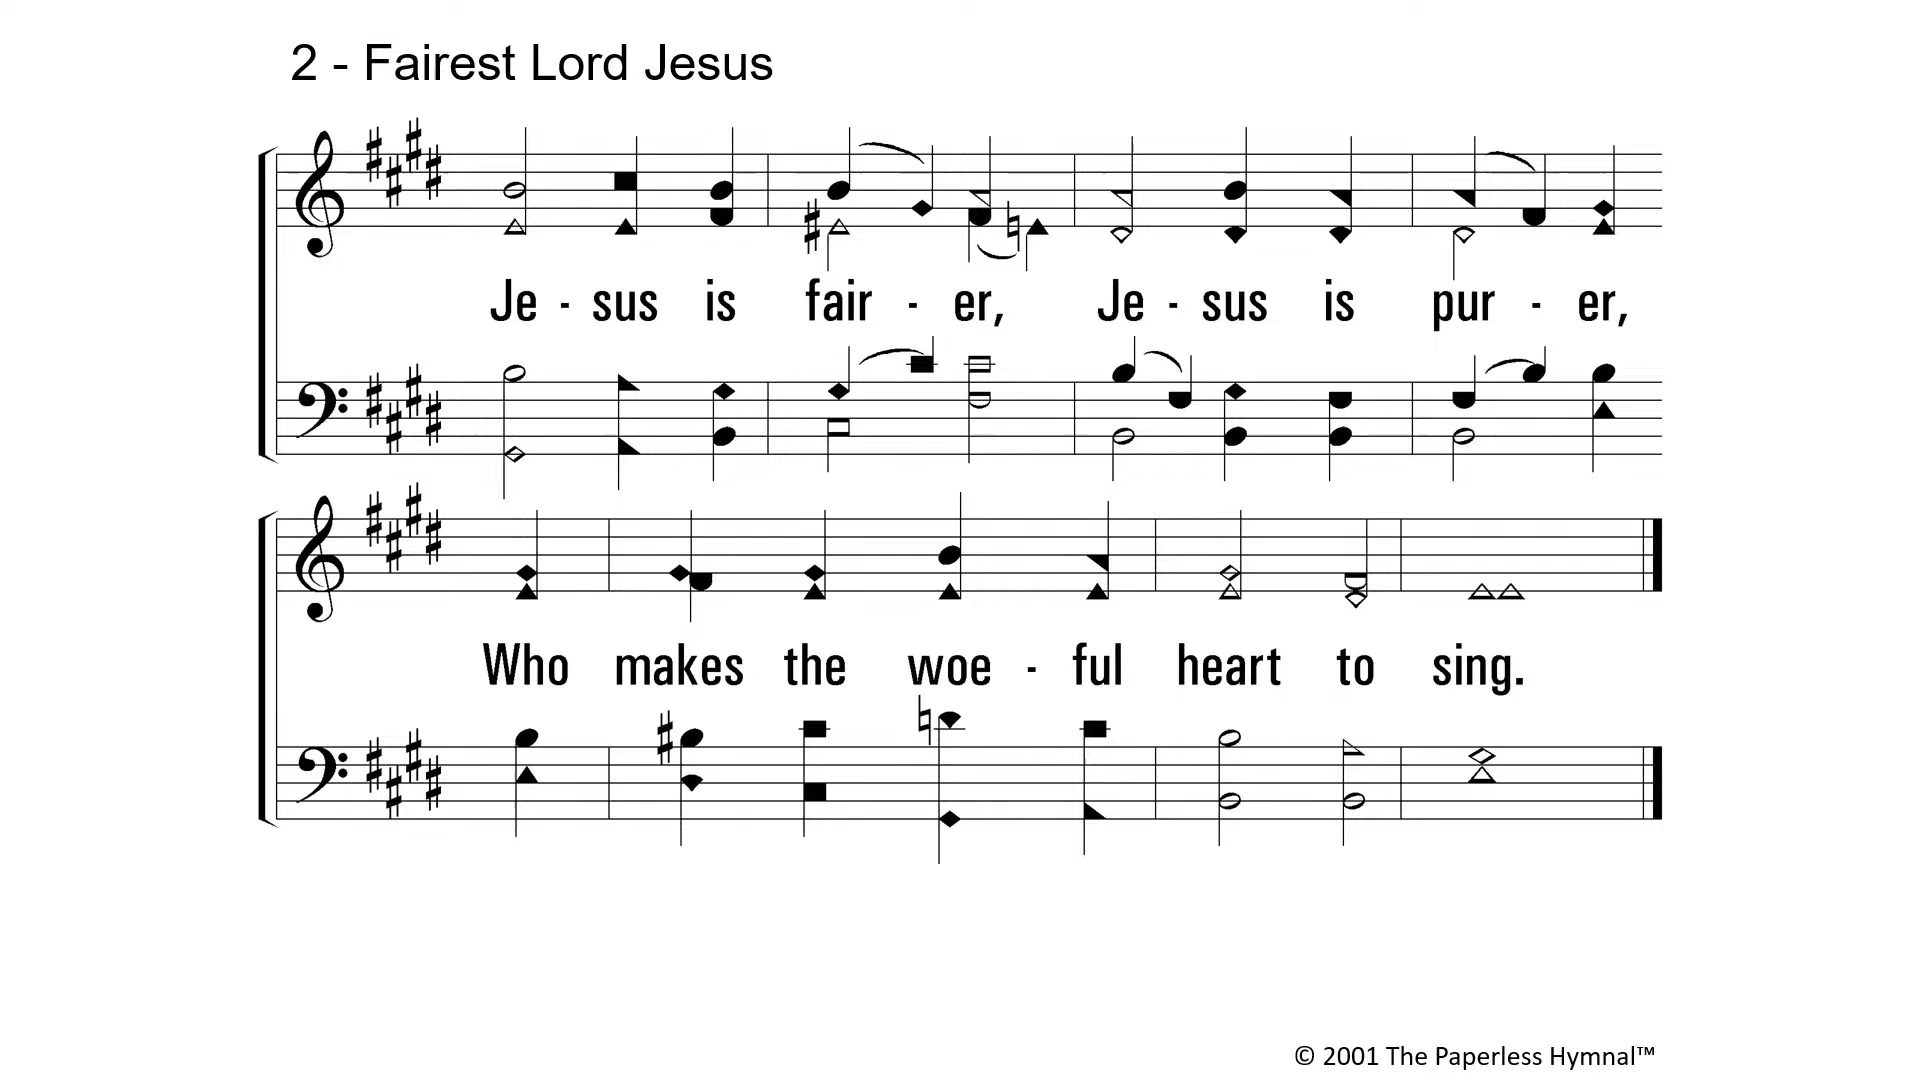 2 - Fairest Lord Jesus
Je - sus is fair - er, Je - sus is pur - er,
Who makes the woe - ful heart to sing.
© 2001 The Paperless Hymnal™